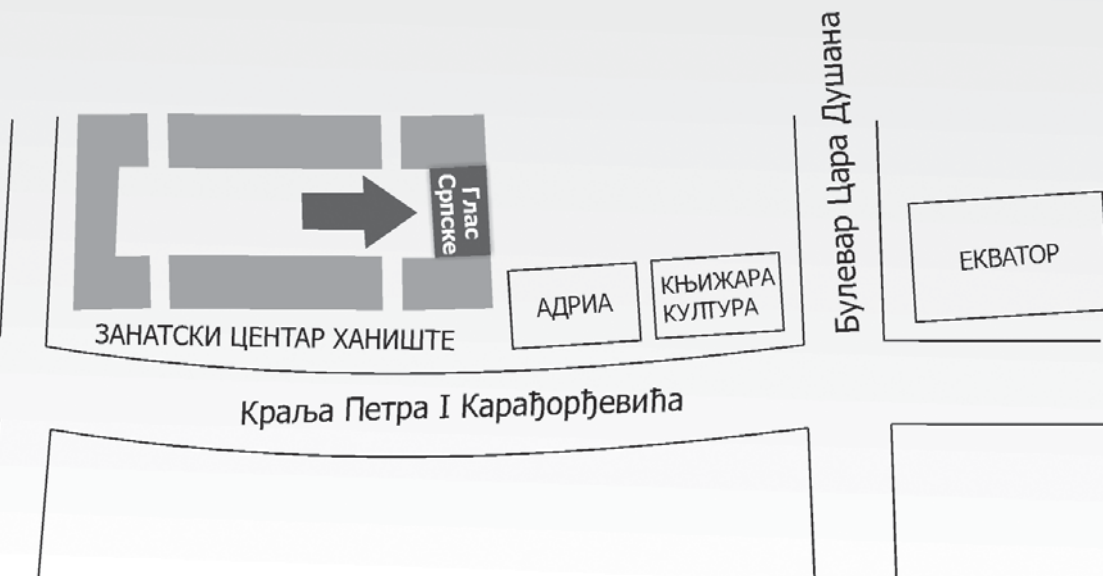 Булевар Цара Душана
Глас
Српске
ЕКВАТОР
АДРИА
КЊИЖАРА
КУЛТУРА
ЗАНАТСКИ ЦЕНТАР ХАНИШТЕ
Краља Петра I Карађорђевића